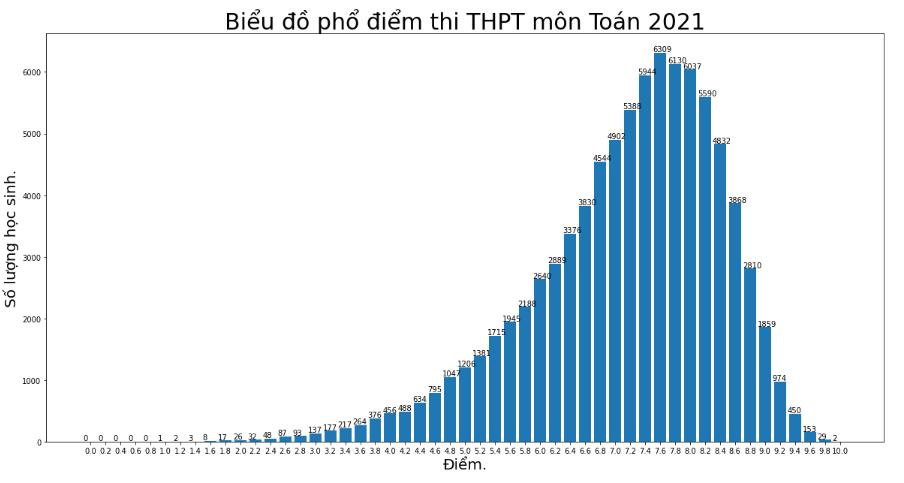 Biểu đồ phổ điểm thi THPT môn Toán 2021
Số lượng học sinh.
6000
5000
4000
3000
2000
1000
0
0 0 0 0 0 1 2 3 8 17 26 32 48 87 93 137 177 217 264 376 456 488 634 795 1047 1206 1381 1715 1945 2188 2640 2889 3376 3830 4544 4902 5388 5944 6309 6130 6037 5590 4832 3868 2810 1859 974 450 153 29 2
0.0 0.2 0.4 0.6 0.8 1.0 1.2 1.4 1.6 1.8 2.0 2.2 2.4 2.6 2.8 3.0 3.2 3.4 3.6 3.8 4.0 4.2 4.4 4.6 4.8 5.0 5.2 5.4 5.6 5.8 6.0 6.2 6.4 6.6 6.8 7.0 7.2 7.4 7.6 7.8 8.0 8.2 8.4 8.6 8.8 9.0 9.2 9.4 9.6 9.8 10.0
Điểm.